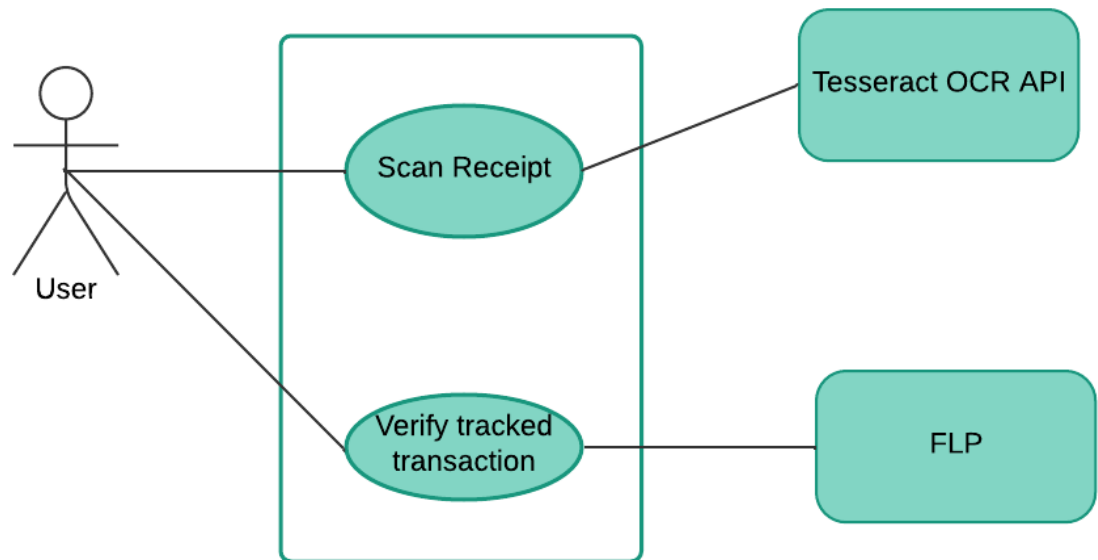 Tesseract OCR API
Scan Receipt
User
Verify tracked
transaction
FLP